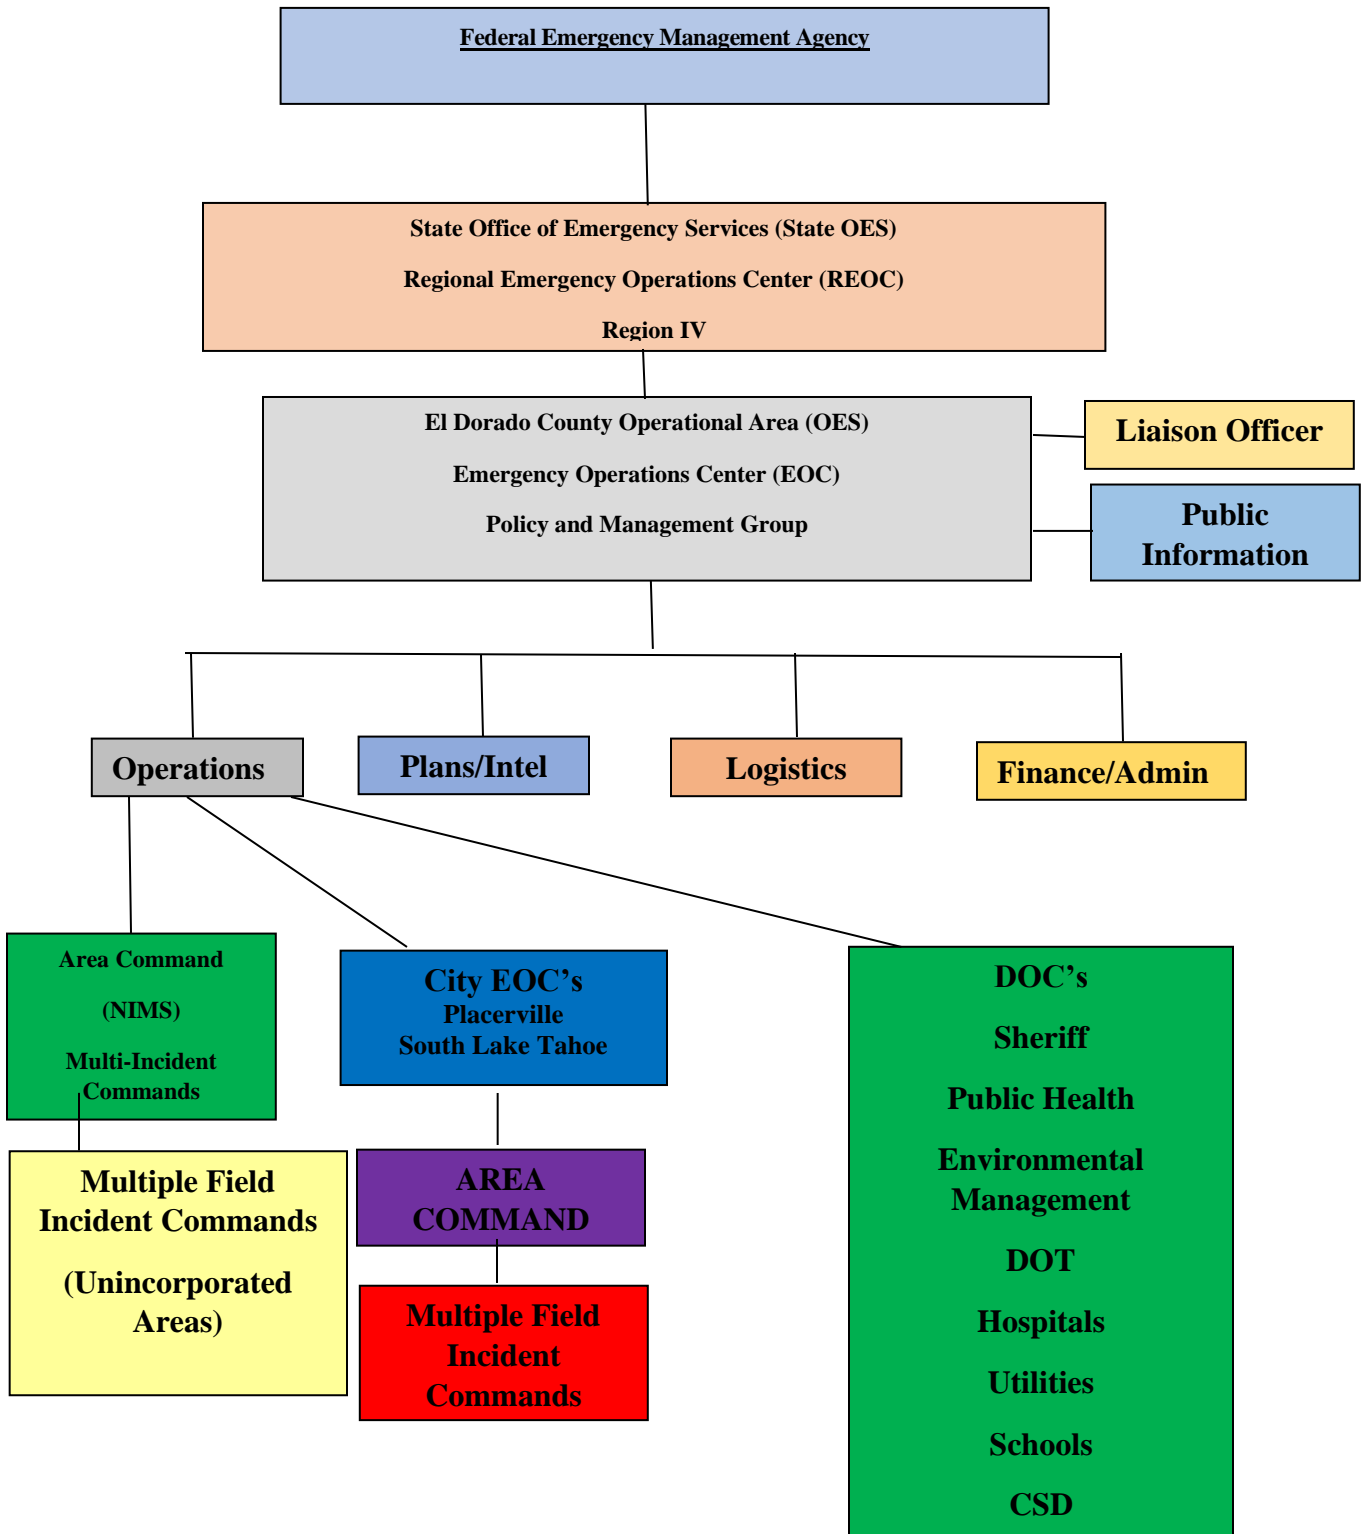 Federal Emergency Management Agency
State Office of Emergency Services (State OES)
Regional Emergency Operations Center (REOC)
Region IV
El Dorado County Operational Area (OES)
Emergency Operations Center (EOC)
Policy and Management Group
Liaison Officer
Public
Information
Operations
Plans/Intel
Logistics
Finance/Admin
Area Command
(NIMS)
Multi-Incident
Commands
City EOC’s
Placerville
South Lake Tahoe
DOC’s
Sheriff
Public Health
Environmental
Management
DOT
Hospitals
Utilities
Schools
CSD
Multiple Field
Incident Commands
(Unincorporated
Areas)
AREA
COMMAND
Multiple Field
Incident
Commands